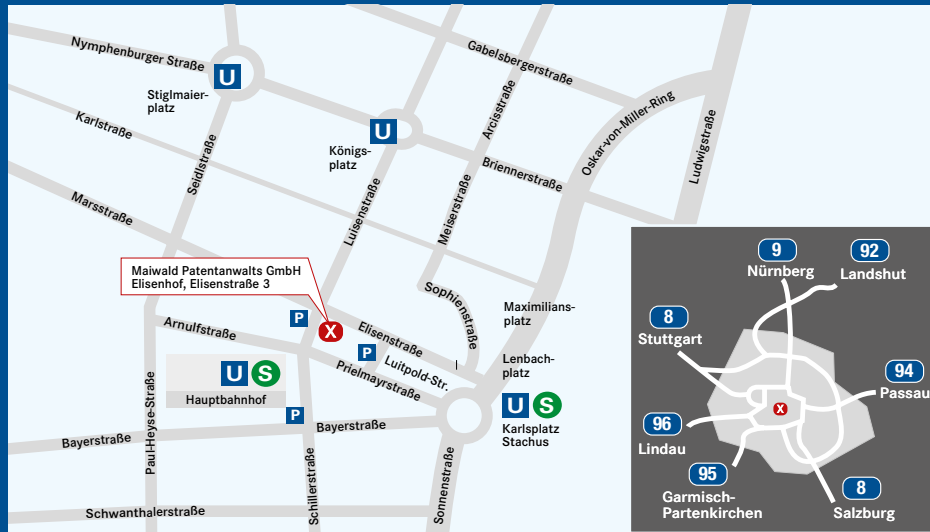 Nymphenburger Straße
U
Stiglmaier-
platz
Karlstraße
Seidlstraße
Marsstraße
U
Königs-
platz
Luisenstraße
Gabelsbergerstraße
Arcisstraße
Meiserstraße
Briennerstraße
Oskar-von-Miller-Ring
Ludwigstraße
Maiwald Patentanwalts GmbH
Elisenhof, Elisenstraße 3
P
X
Sophienstraße
Maximilians-
platz
Arnulfstraße
Elisenstraße
P
Luitpold-Str.
Prielmayrstraße
Lenbach-
platz
U S
Hauptbahnhof
P
U S
Karlsplatz
Stachus
Paul-Heyse-Straße
Bayerstraße
Bayerstraße
Schillerstraße
Sonnenstraße
Schwanthalerstraße
9
Nürnberg
92
Landshut
8
Stuttgart
94
Passau
X
96
Lindau
95
Garmisch-
Partenkirchen
8
Salzburg